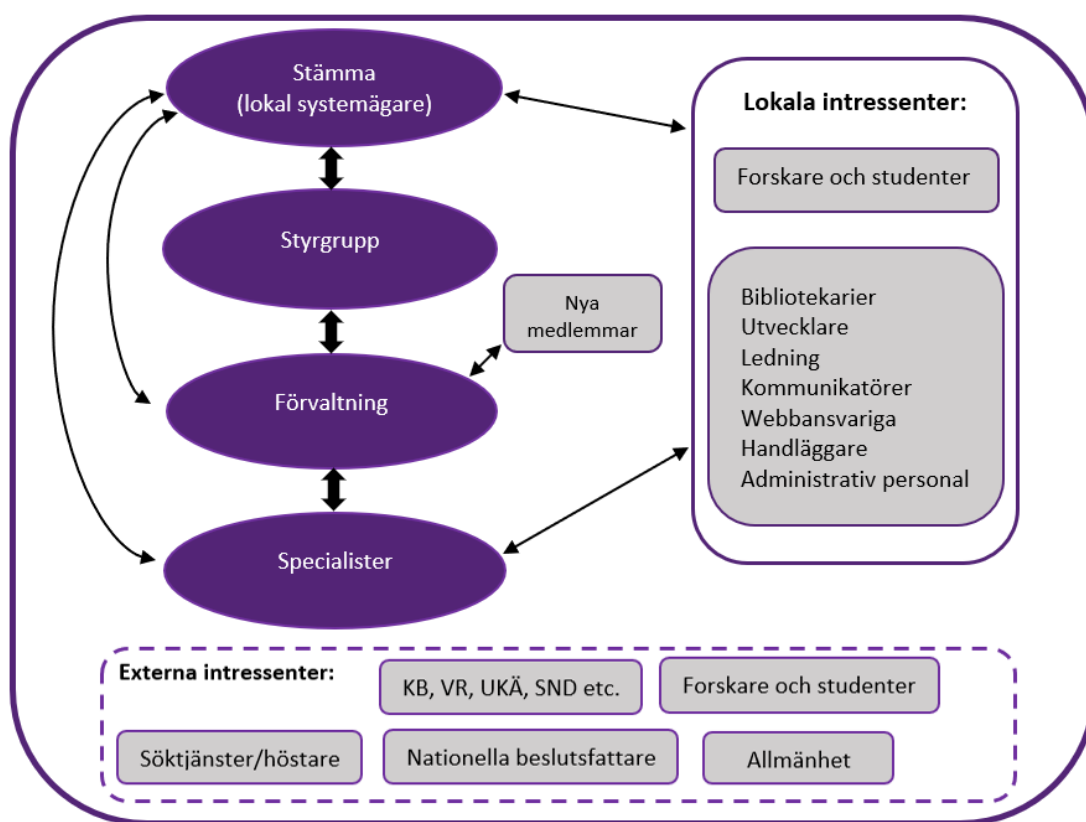 Stämma
(lokal systemägare)
Styrgrupp
Förvaltning
Specialister
Nya
medlemmar
Lokala intressenter:
Forskare och studenter
Bibliotekarier
Utvecklare
Ledning
Kommunikatörer
Webbansvariga
Handläggare
Administrativ personal
Externa intressenter:
KB, VR, UKÄ, SND etc.
Forskare och studenter
Söktjänster/höstare
Nationella beslutsfattare
Allmänhet